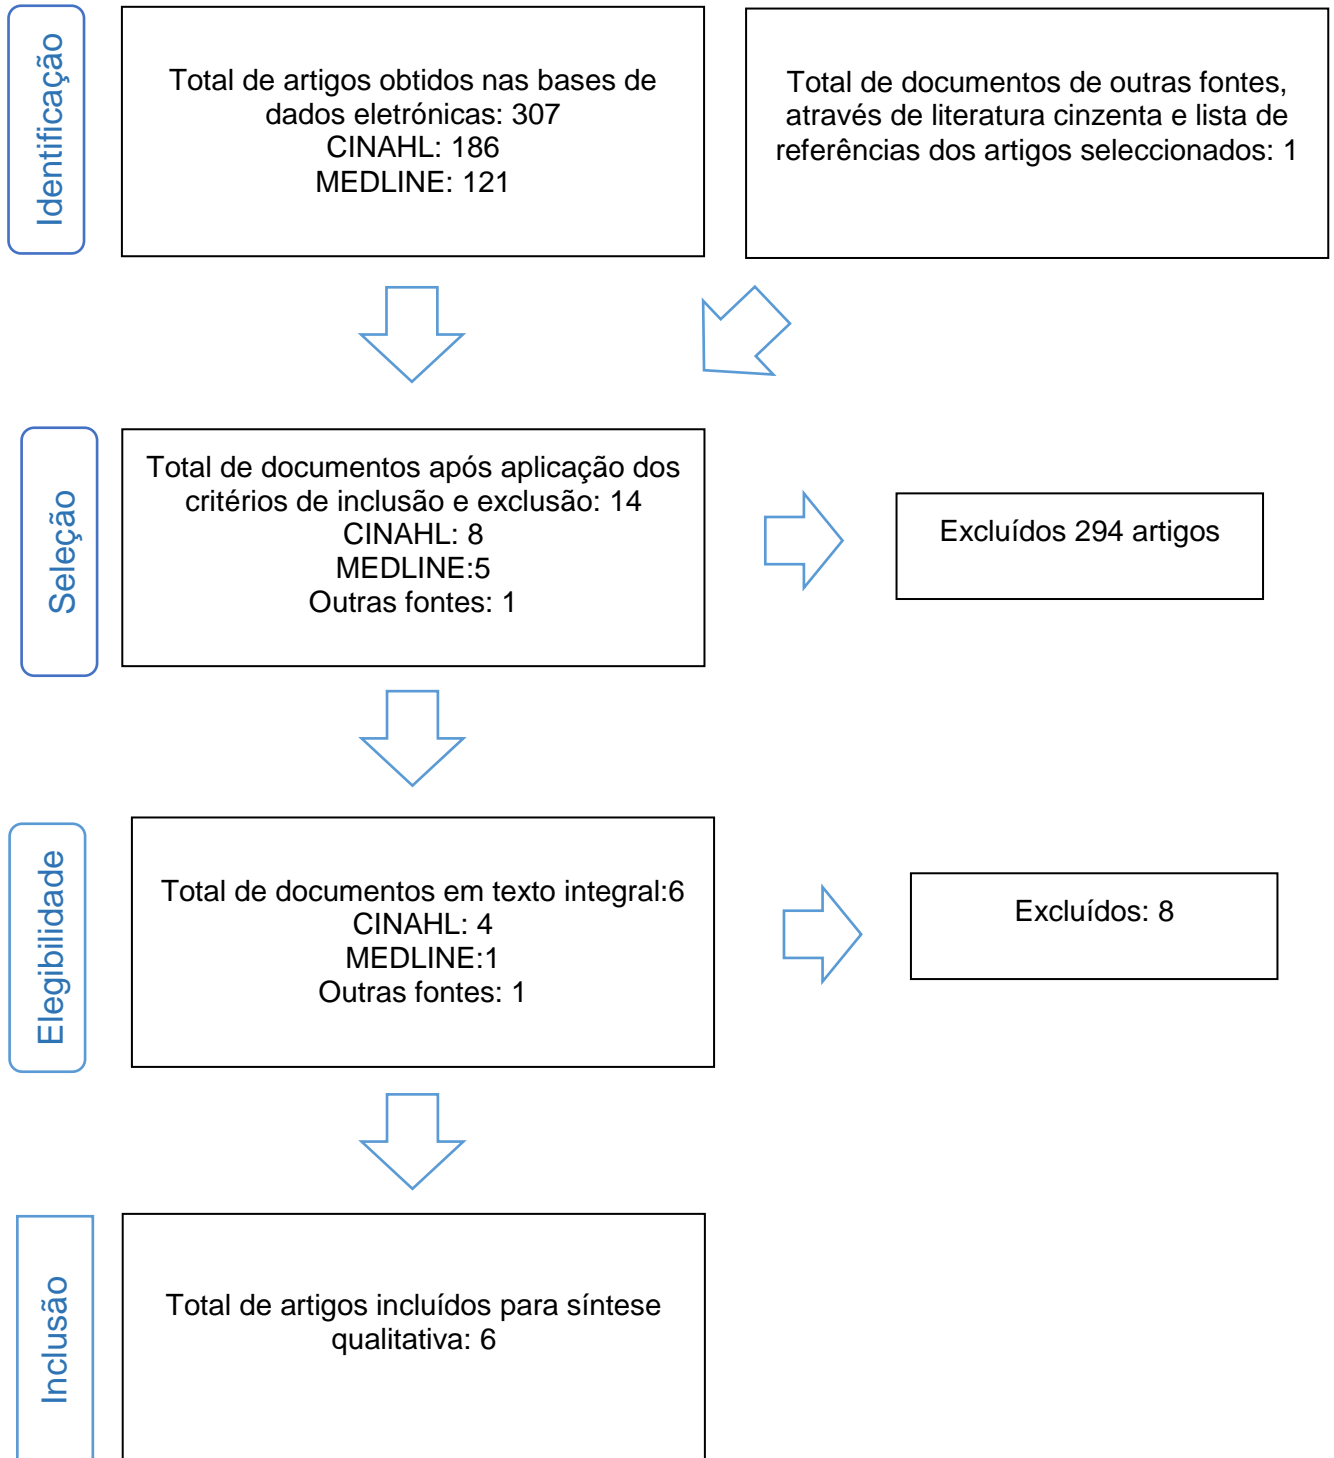 Identificação
Total de artigos obtidos nas bases de
dados eletrónicas: 307
CINAHL: 186
MEDLINE: 121
Total de documentos de outras fontes,
através de literatura cinzenta e lista de
referências dos artigos seleccionados: 1
Seleção
Total de documentos após aplicação dos
critérios de inclusão e exclusão: 14
CINAHL: 8
MEDLINE:5
Outras fontes: 1
Excluídos 294 artigos
Elegibilidade
Total de documentos em texto integral:6
CINAHL: 4
MEDLINE:1
Outras fontes: 1
Excluídos: 8
Inclusão
Total de artigos incluídos para síntese
qualitativa: 6